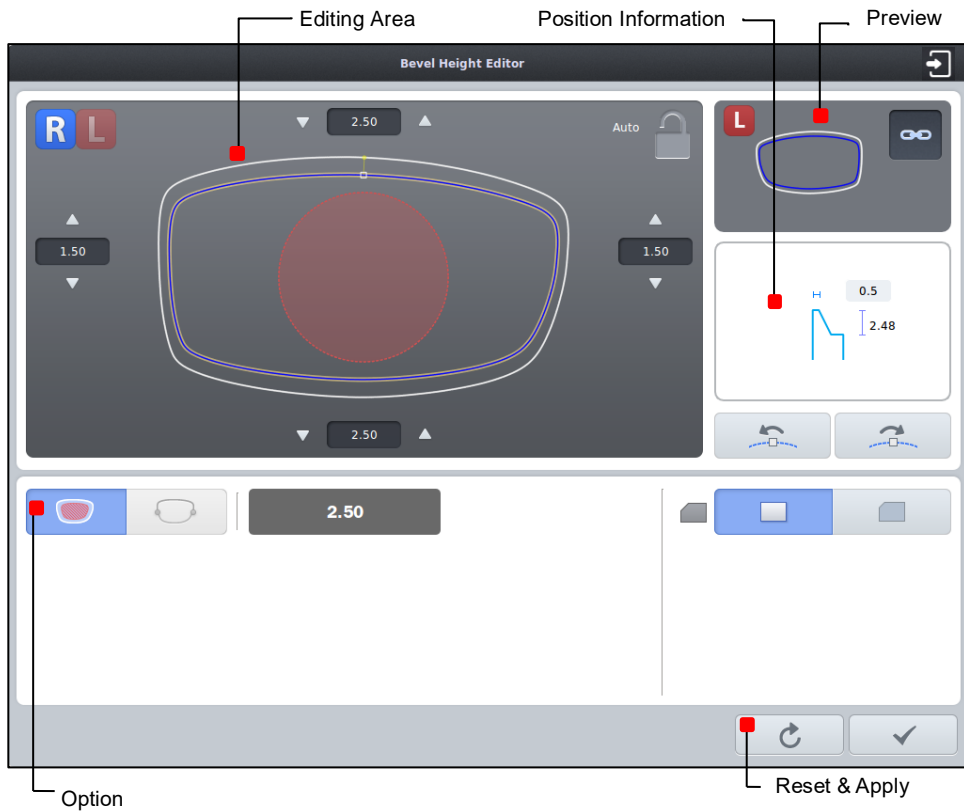 Editing Area
Position Information
Preview
Bevel Height Editor
R L
2.50
Auto
L
1.50
1.50
0.5
2.48
2.50
2.50
Option
Reset & Apply